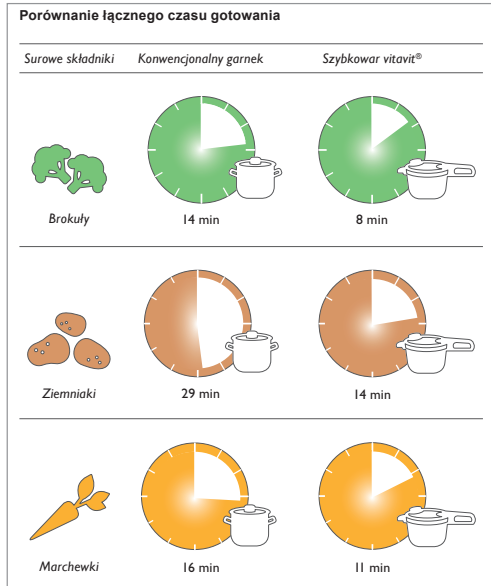 Porównanie łącznego czasu gotowania
Surowe składniki Konwencjonalny garnek Szybkowar vitavit®
Brokuły 14 min 8 min
Ziemniaki 29 min 14 min
Marchewki 16 min 11 min